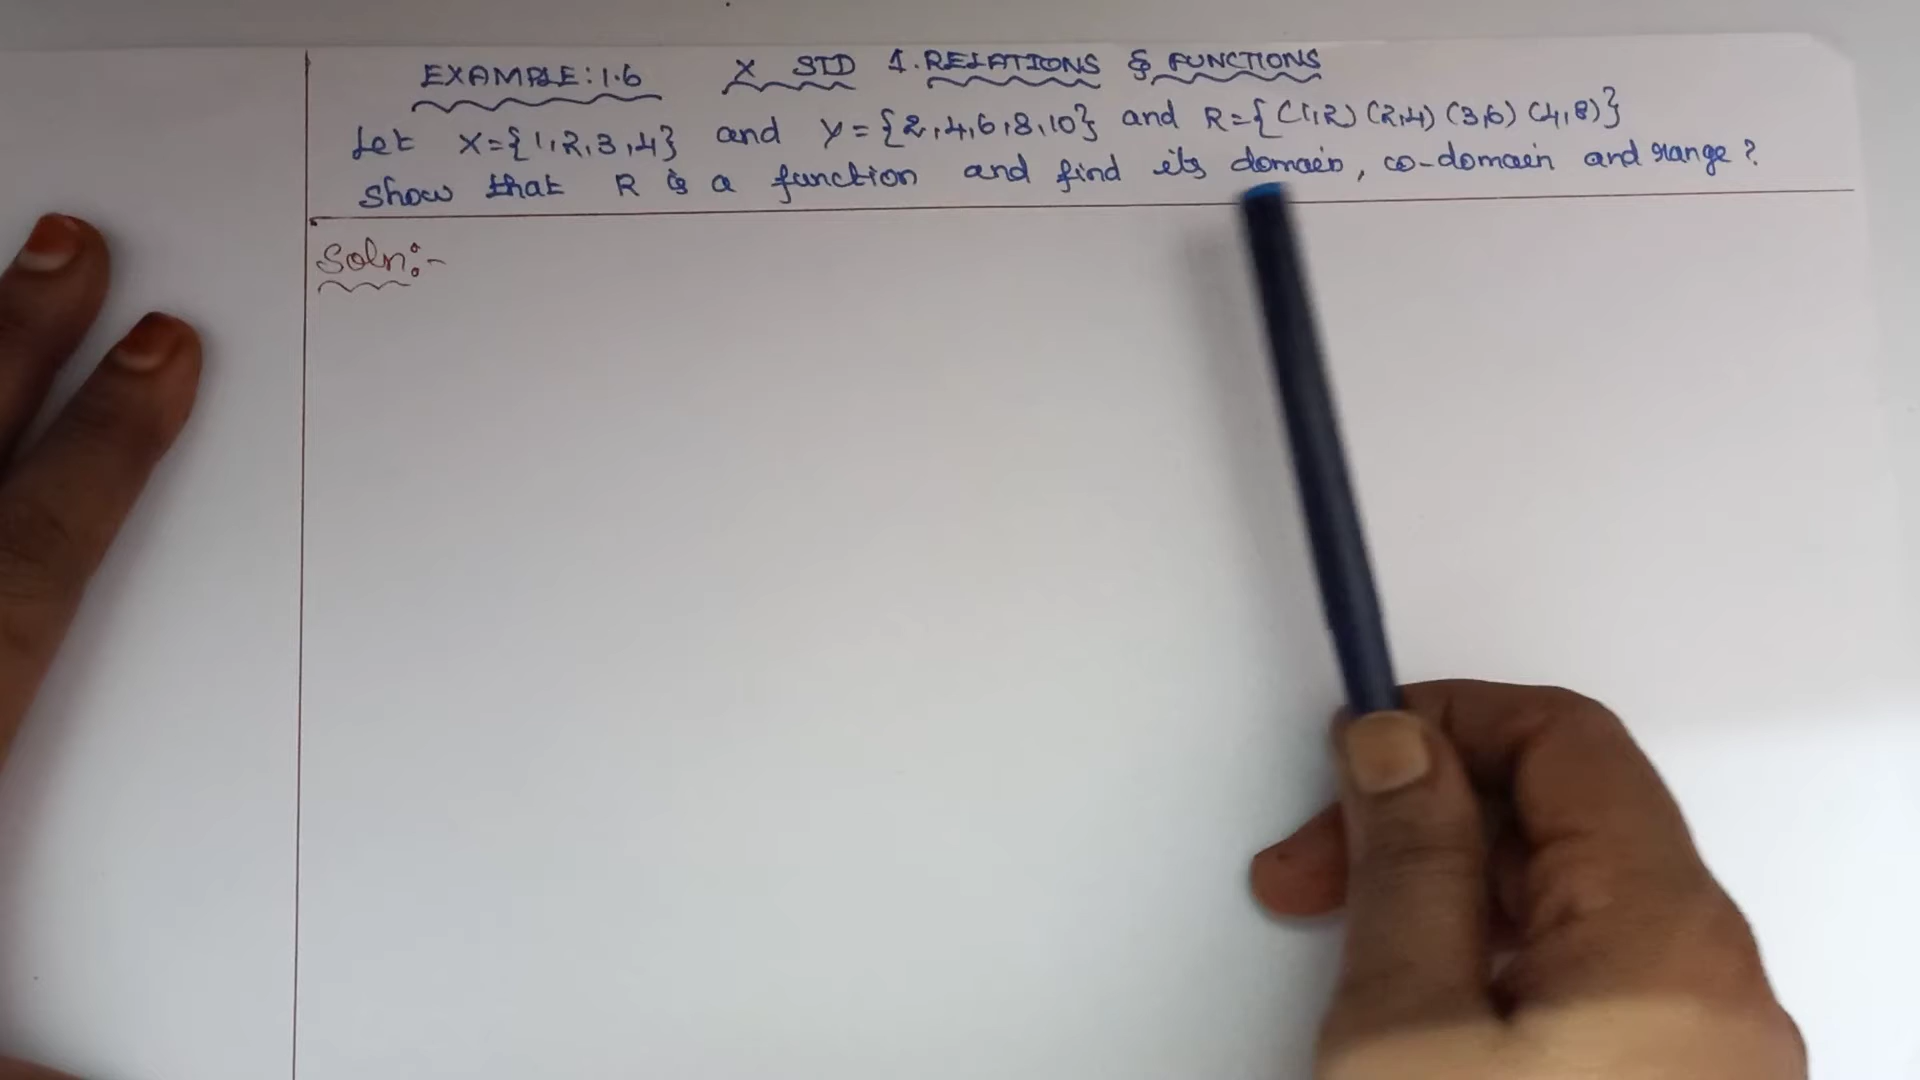 EXAMPLE:1.6 X STD 1. RELATIONS & FUNCTIONS
Let X={1,2,3,4} and Y={2,4,6,8,10} and R={(1,2) (2,4) (3,6) (4,8)}
Show that R is a function and find its domain, co-domain and range?
Soln:-